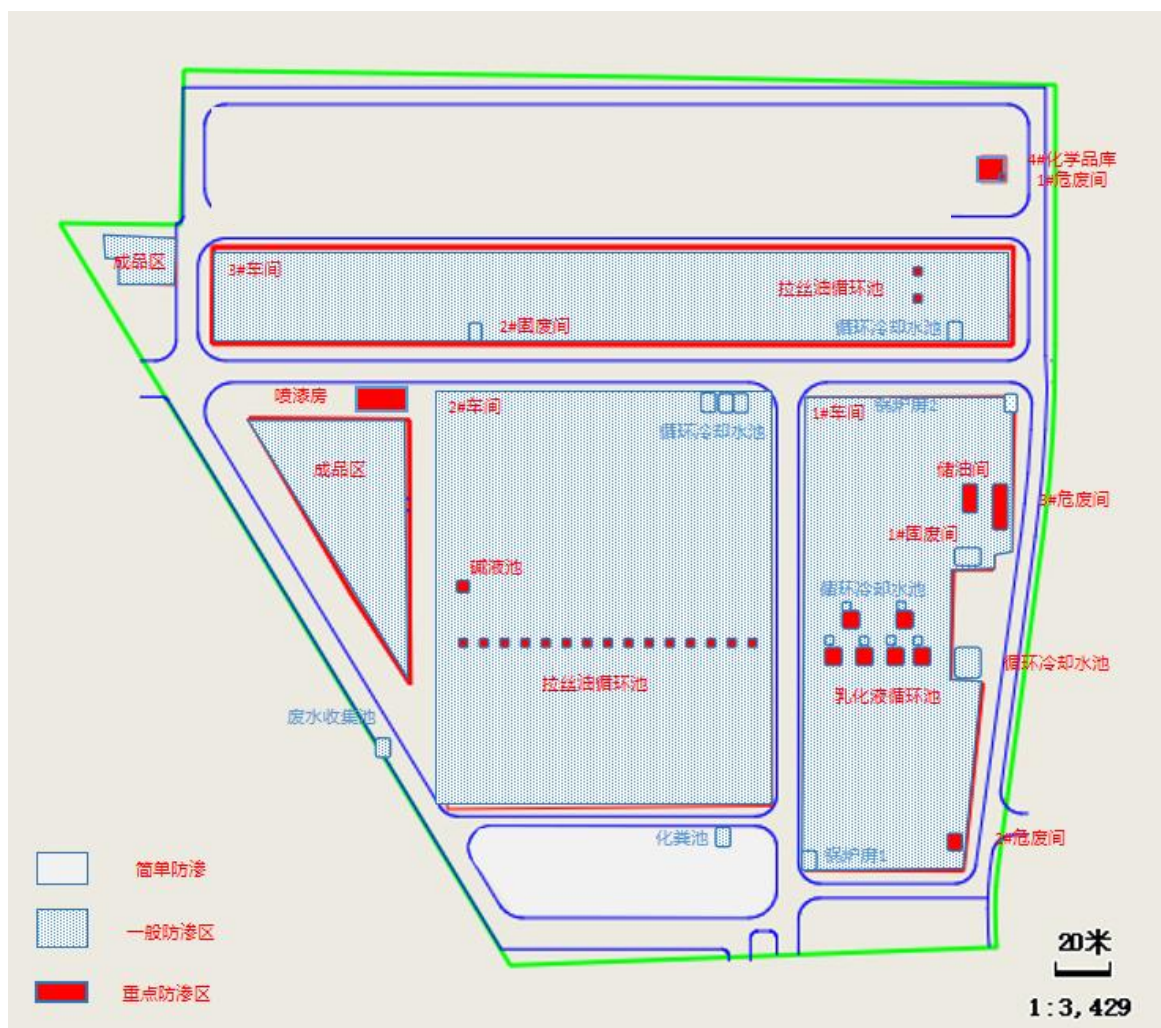 4#化学品库
1#危废间
成品区
3#车间
拉丝油循环池
2#固废间
循环冷却水池
喷漆房
2#车间
循环冷却水池
1#车间
锅炉房2
成品区
储油间
3#危废间
1#固废间
碱液池
循环冷却水池
拉丝油循环池
循环冷却水池
乳化液循环池
废水收集池
化粪池
2#危废间
锅炉房1
简单防渗
一般防渗区
重点防渗区
20米
1:3,429